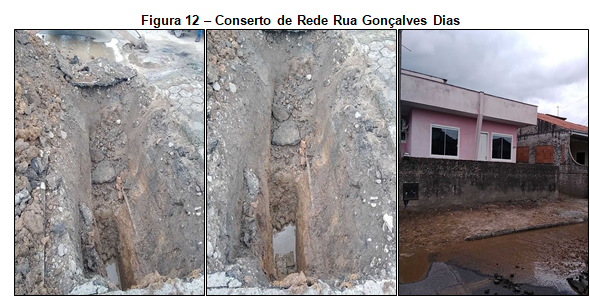 Figura 12 – Conserto de Rede Rua Gonçalves Dias